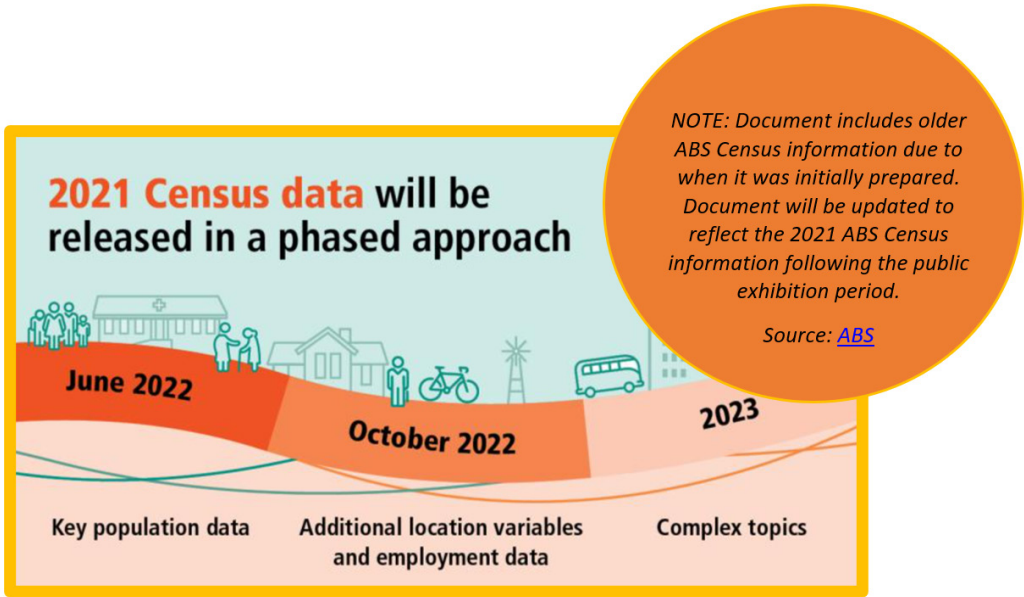 2021 Census data will be
released in a phased approach
NOTE: Document includes older
ABS Census information due to
when it was initially prepared.
Document will be updated to
reflect the 2021 ABS Census
information following the public
exhibition period.
Source: ABS
June 2022
October 2022
2023
Key population data
Additional location variables
and employment data
Complex topics